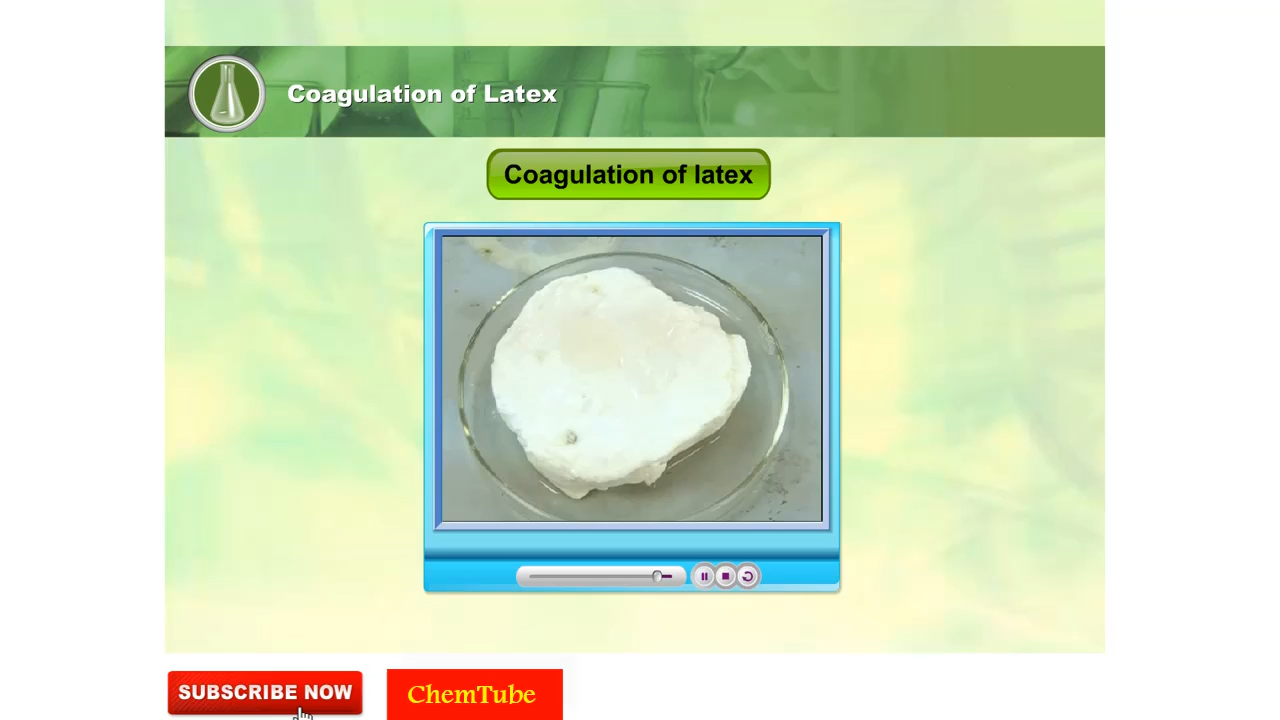 Coagulation of Latex
Coagulation of latex
SUBSCRIBE NOW
ChemTube